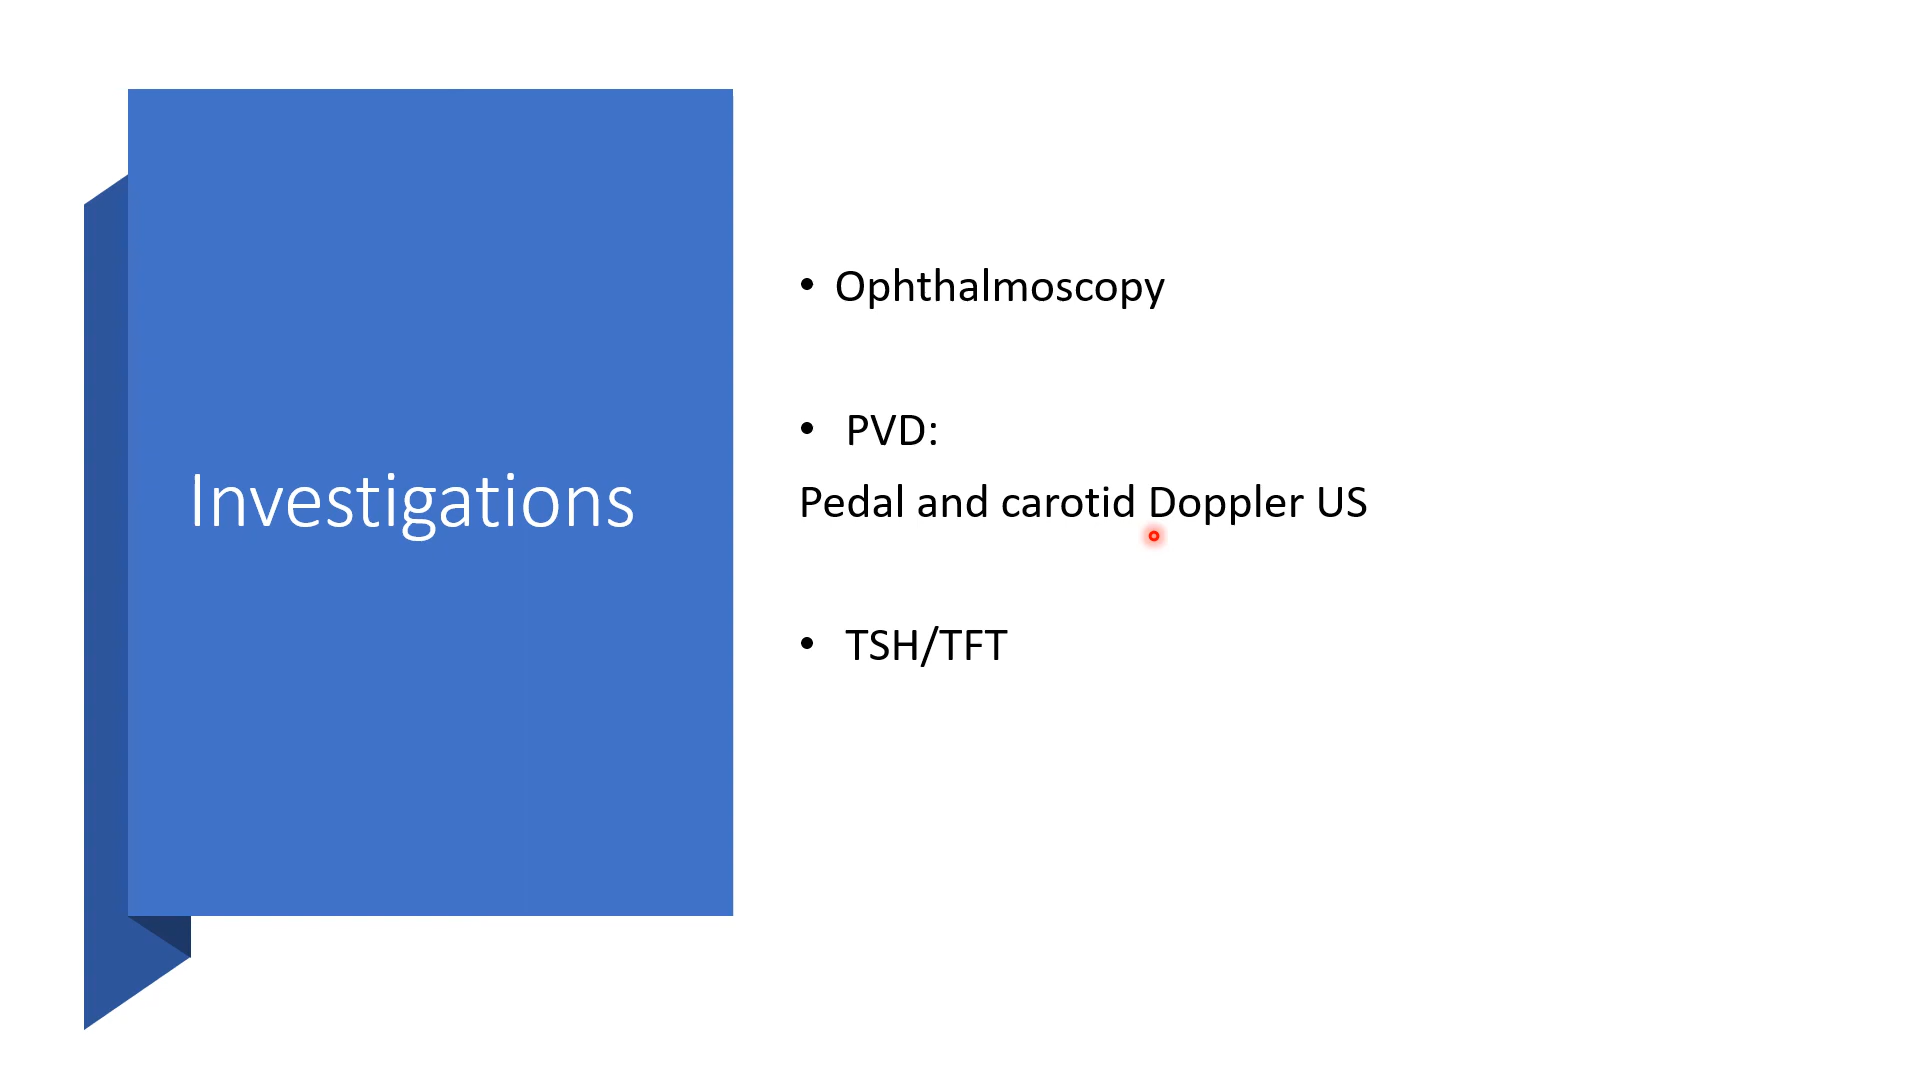 Investigations
• Ophthalmoscopy
• PVD:
Pedal and carotid Doppler US
• TSH/TFT